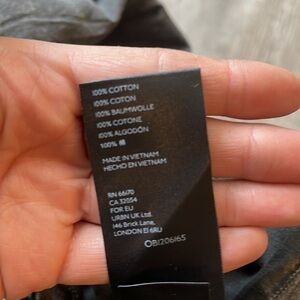 100% COTTON
100% COTON
100% BAUMWOLLE
100% COTONE
100% ALGODÓN
100% 棉
MADE IN VIETNAM
HECHO EN VIETNAM
RN 66170
CA 32054
FOR EU
URBN UK Ltd.
146 Brick Lane,
LONDON E1 6RU
OB1206165